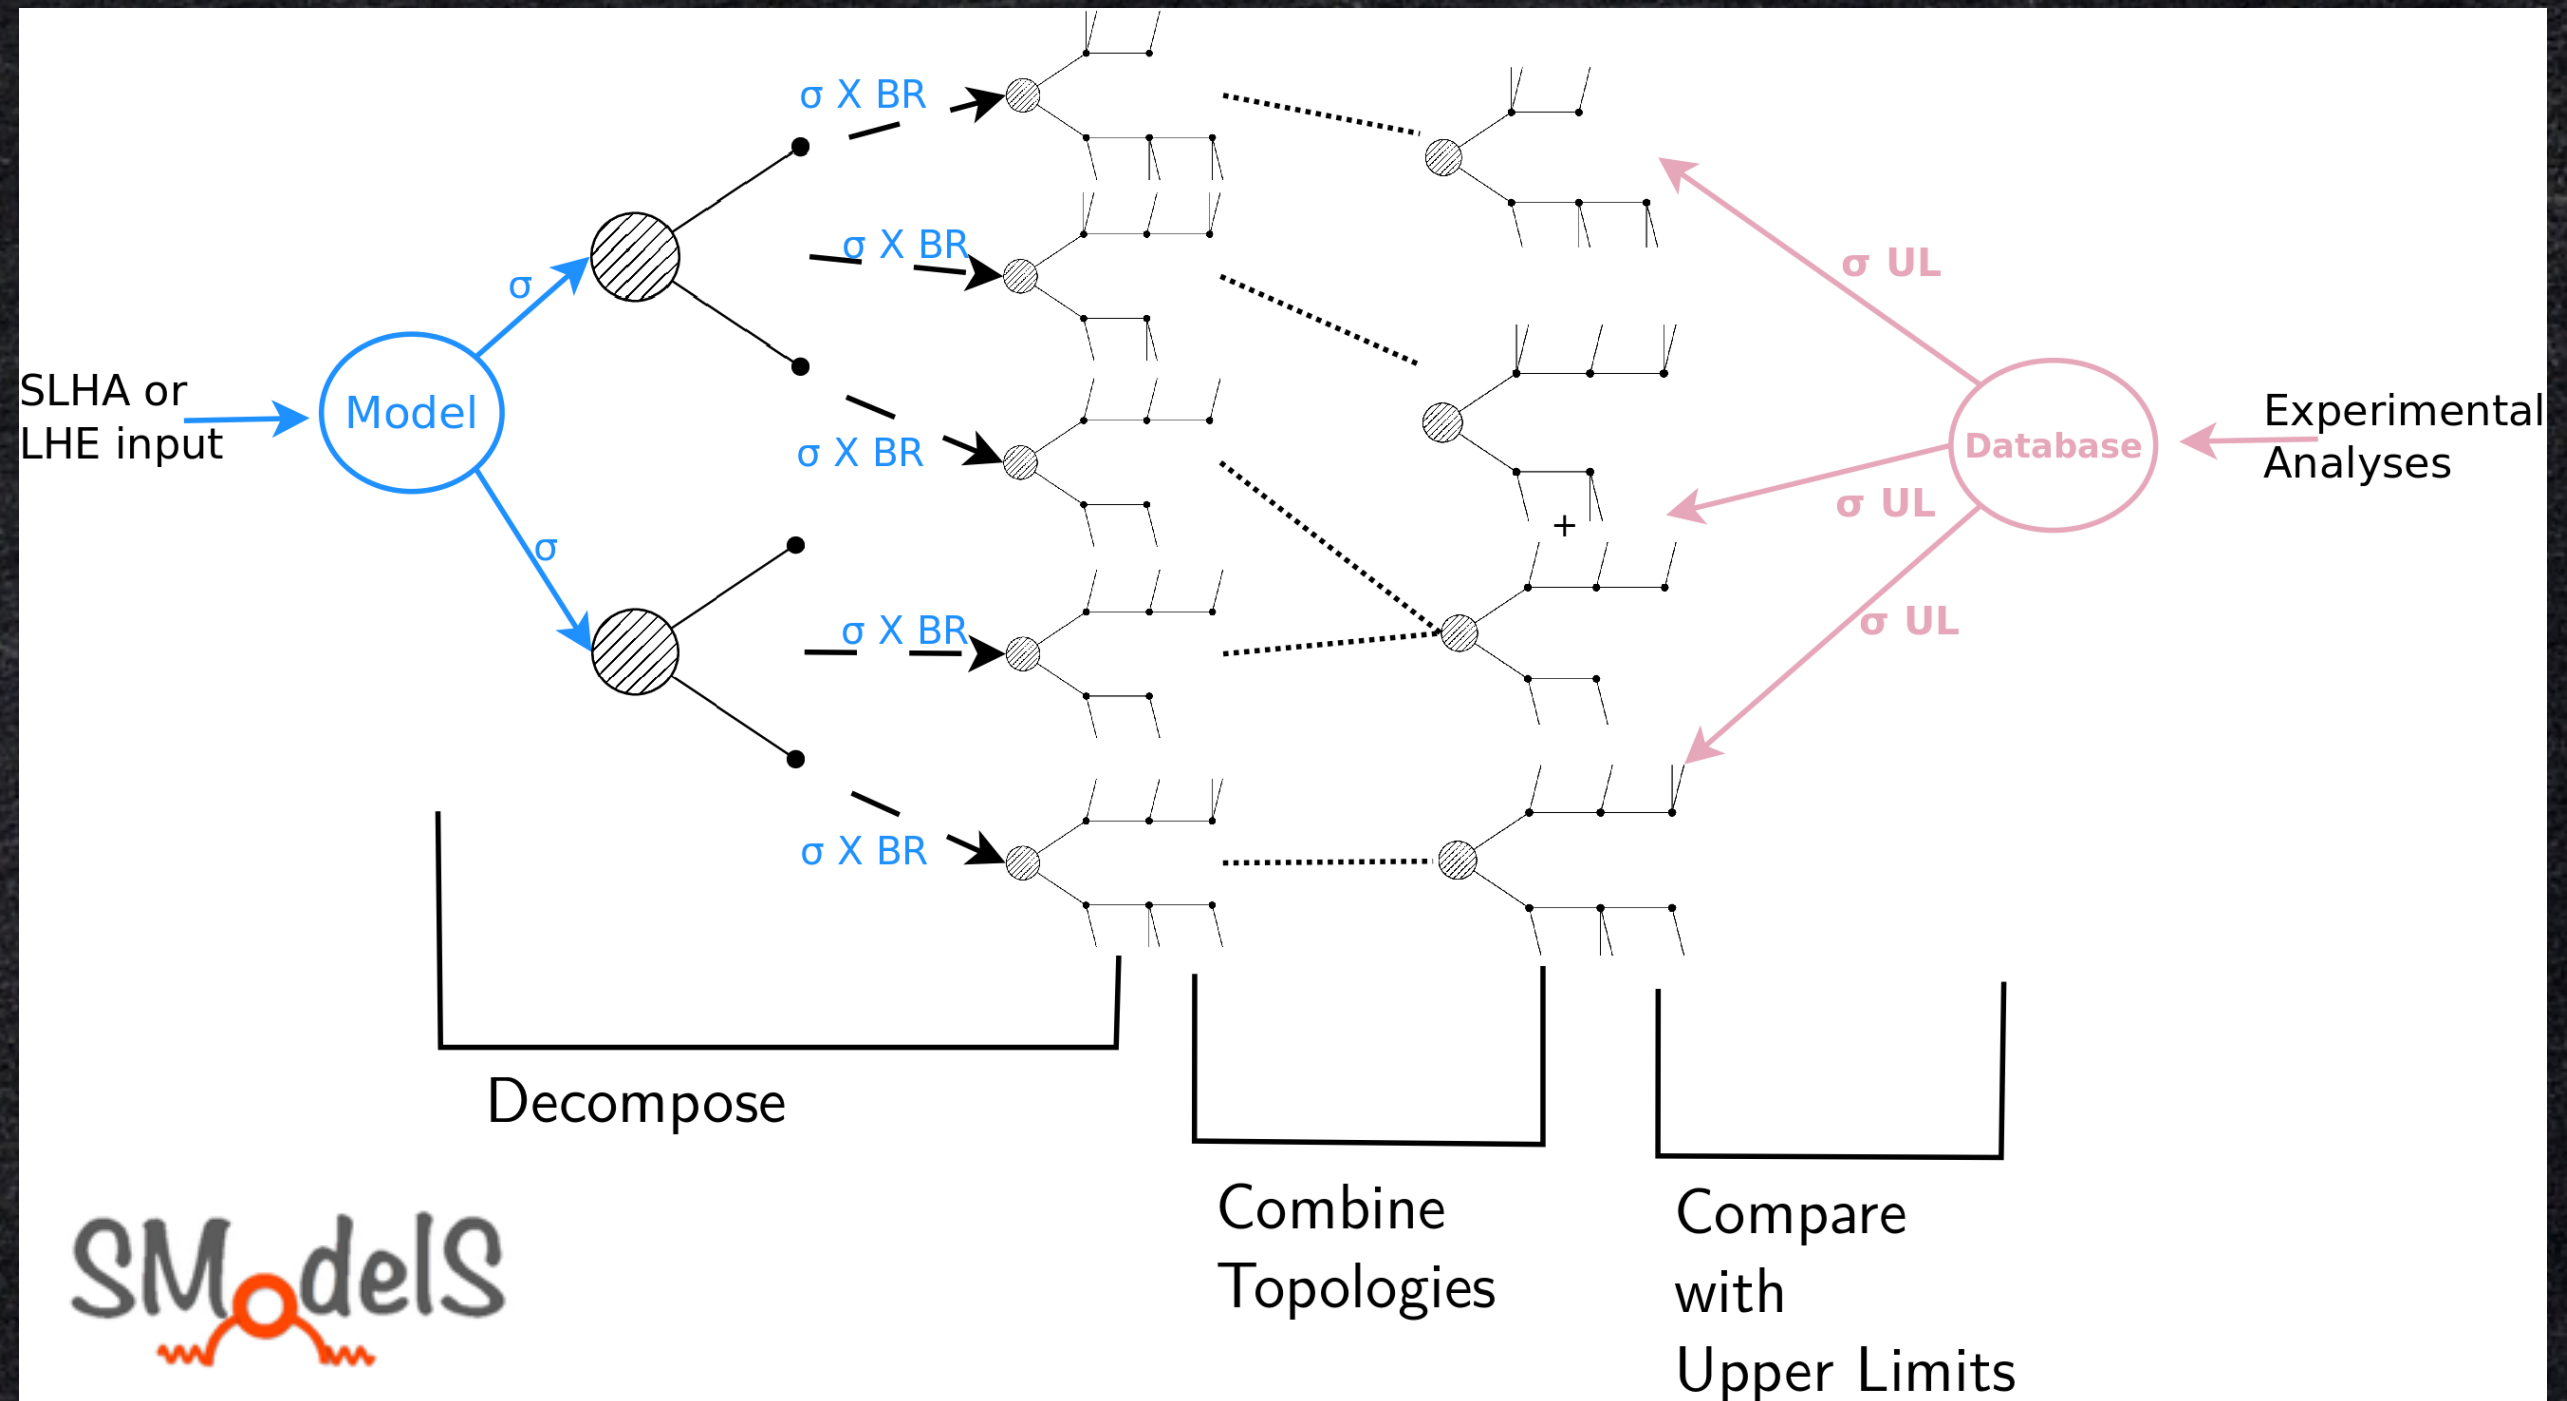 σ X BR
σ X BR
σ
σ UL
SLHA or
LHE input
Model
σ X BR
Experimental
Analyses
Database
σ UL
+
σ
σ X BR
σ UL
σ X BR
Decompose
Combine
Topologies
Compare
with
Upper Limits
SModelS